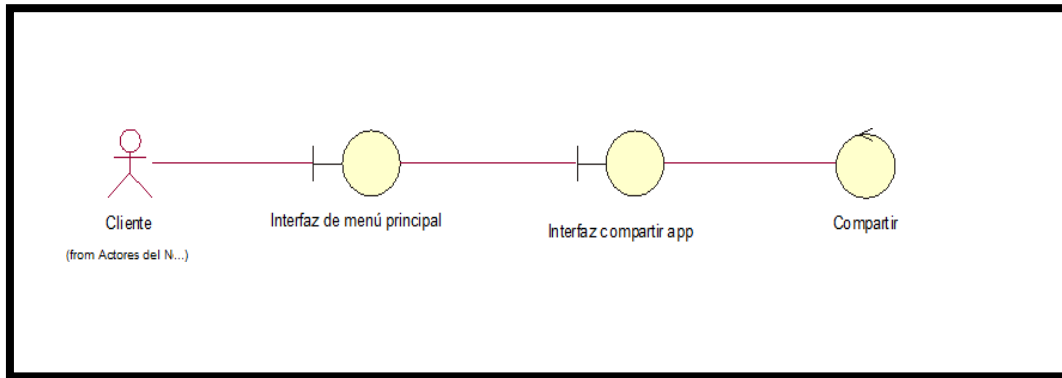 Cliente
(from Actores del N...)
Interfaz de menú principal
Interfaz compartir app
Compartir